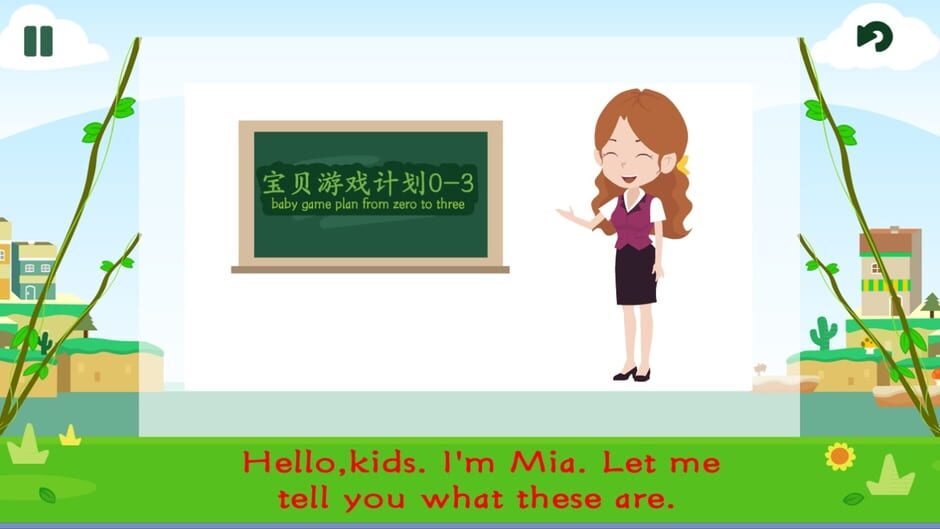 宝贝游戏计划0-3
baby game plan from zero to three
Hello,kids. I'm Mia. Let me
tell you what these are.